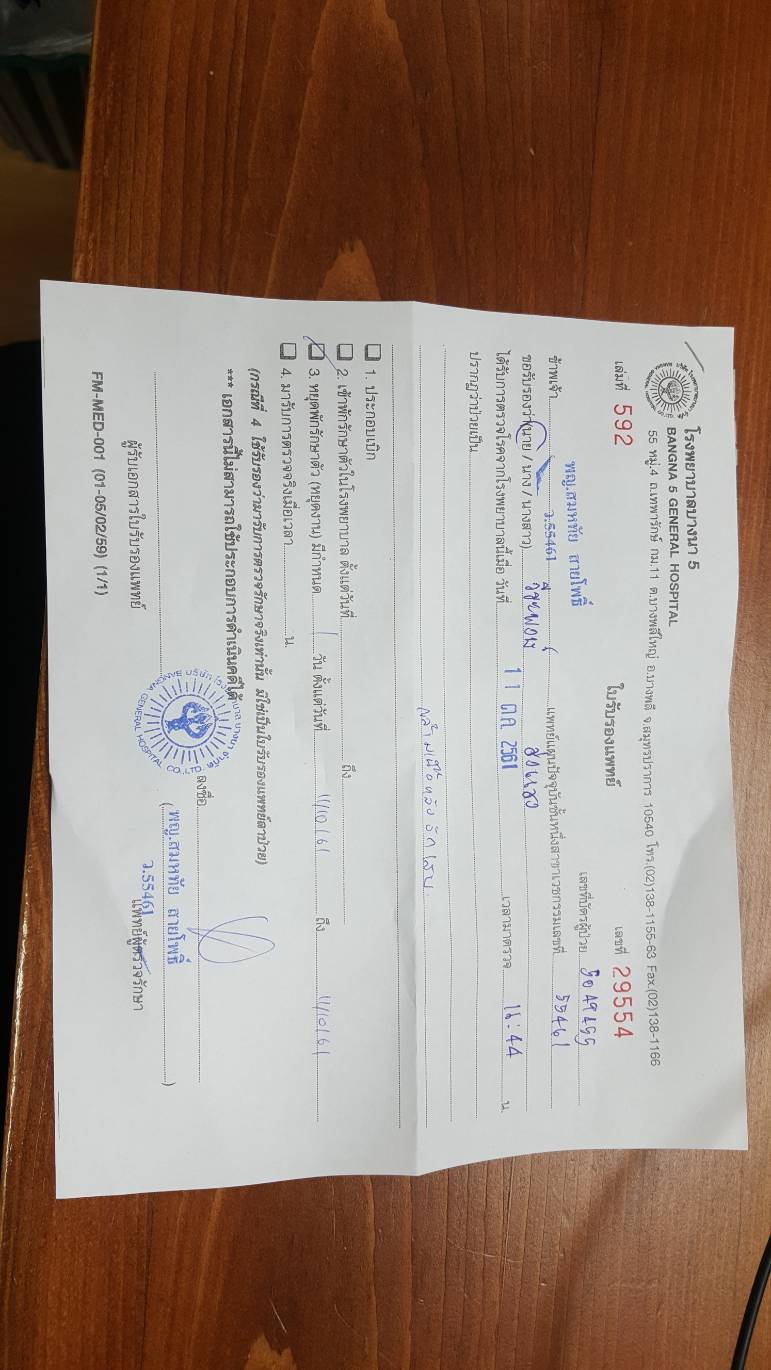 โรงพยาบาลบางนา 5
BANGNA 5 GENERAL HOSPITAL
55 หมู่.4 ถ.เทพารักษ์ กม.11 ต.บางพลีใหญ่ อ.บางพลี จ.สมุทรปราการ 10540 โทร.(02)138-1155-63 Fax.(02)138-1166
เล่มที่ 592 ใบรับรองแพทย์ เลขที่ 29554
เลขที่บัตรผู้ป่วย 5049455
พญ.สมหทัย สายโพธิ์
ข้าพเจ้า ว.55461 แพทย์แผนปัจจุบันชั้นหนึ่งสาขาเวชกรรมเลขที่ 55461
ขอรับรองว่า(นาย / นาง / นางสาว)
ได้รับการตรวจโรคจากโรงพยาบาลนี้เมื่อ วันที่ 11 ต.ค. 2561 เวลามาตรวจ 16:44 น.
ปรากฏว่าป่วยเป็น
กล้ามเนื้อหลังอักเสบ
1. ประกอบเบิก
2. เข้าพักรักษาตัวในโรงพยาบาล ตั้งแต่วันที่ ถึง
3. หยุดพักรักษาตัว (หยุดงาน) มีกำหนด 1 วัน ตั้งแต่วันที่ 11/10/61 ถึง 11/10/61
4. มารับการตรวจจริงเมื่อเวลา น.
(กรณีที่ 4 ใช้รับรองว่ามารับการตรวจรักษาจริงเท่านั้น มิใช่เป็นใบรับรองแพทย์ลาป่วย)
*** เอกสารนี้ไม่สามารถใช้ประกอบการดำเนินคดีได้
บริษัท โรงพยาบาล บางนา จำกัด
BANGNA GENERAL HOSPITAL CO.,LTD.
ลงชื่อ
(พญ.สมหทัย สายโพธิ์)
ว.55461
แพทย์ผู้ตรวจรักษา
ผู้รับเอกสารใบรับรองแพทย์
FM-MED-001 (01-05/02/59) (1/1)